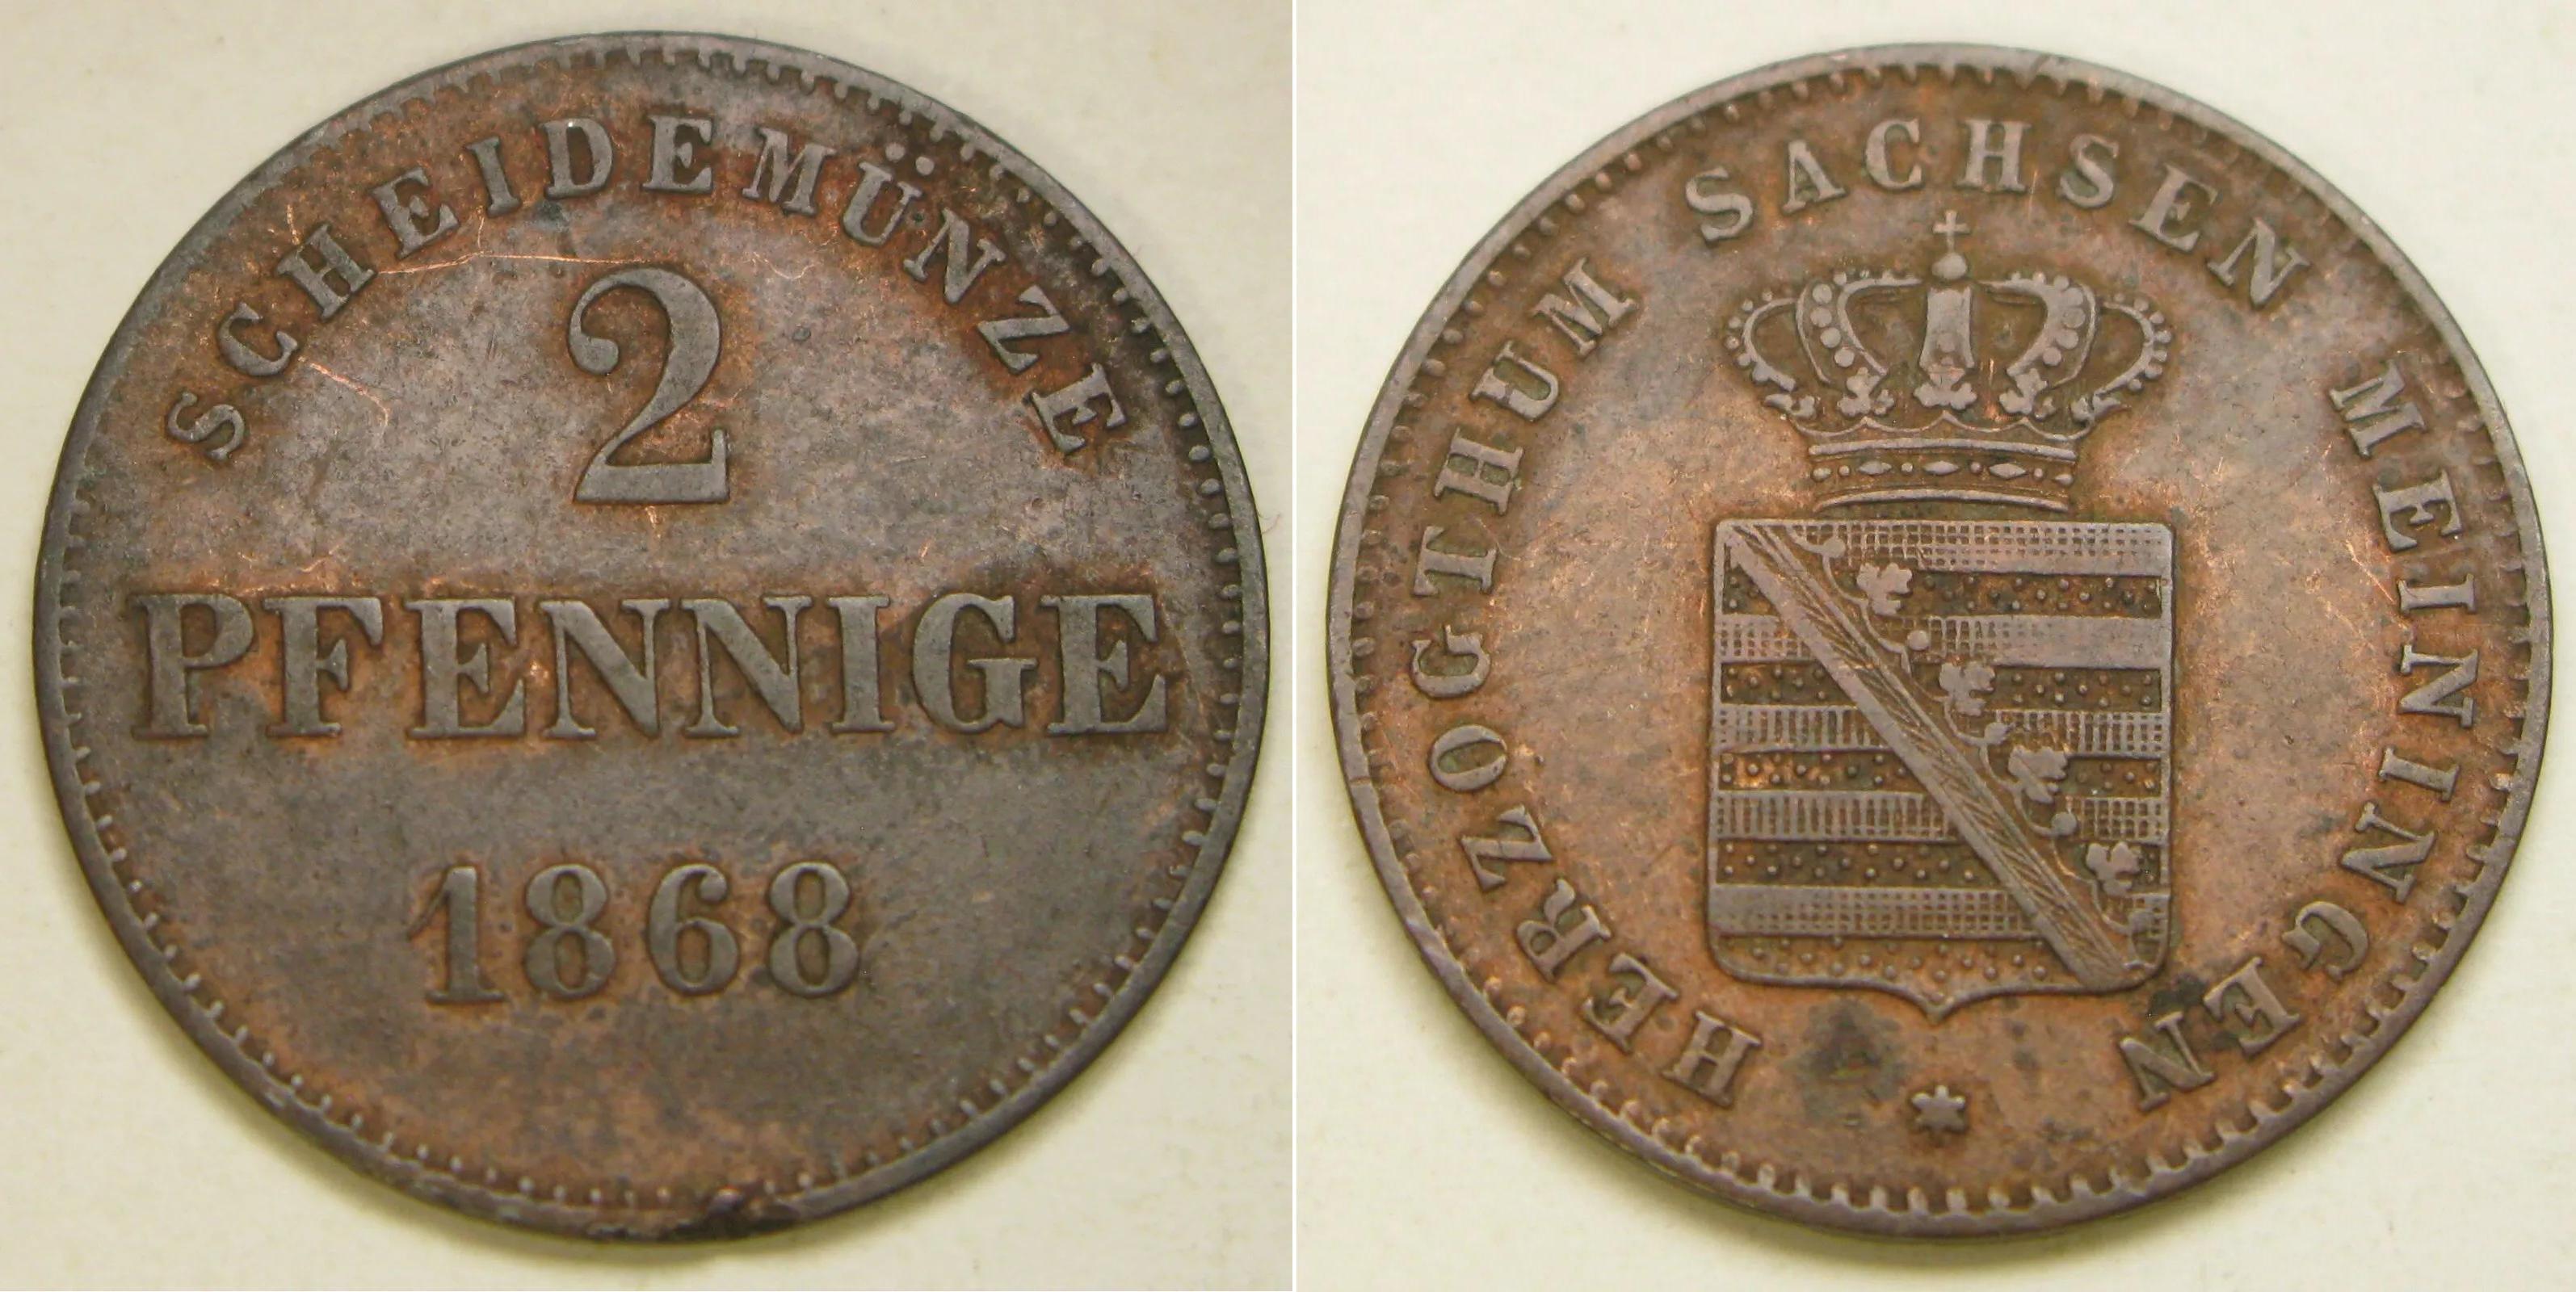 SCHEIDEMÜNZE
2
PFENNIGE
1868
HERZOGTHUM SACHSEN MEININGEN